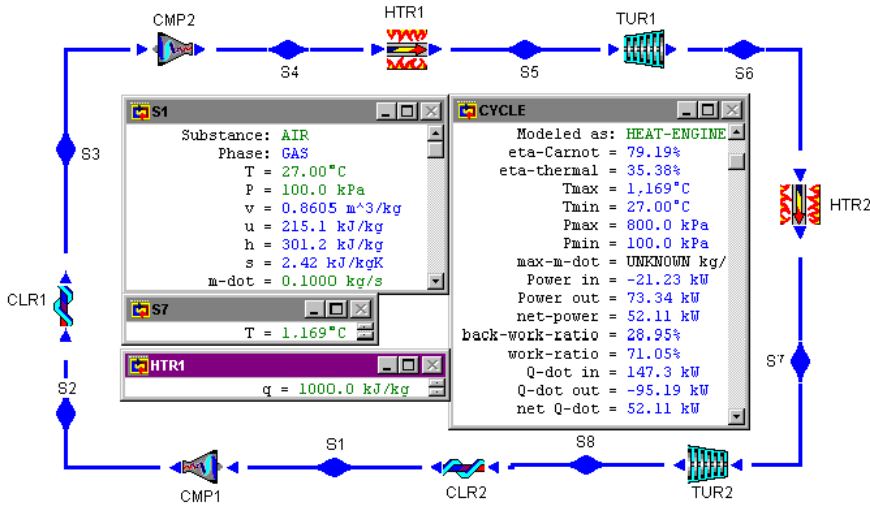 CMP2
HTR1
TUR1
S4
S5
S6
S3
S1
Substance: AIR
Phase: GAS
T = 27.00°C
P = 100.0 kPa
v = 0.8605 m^3/kg
u = 215.1 kJ/kg
h = 301.2 kJ/kg
s = 2.42 kJ/kgK
m-dot = 0.1000 kg/s
CYCLE
Modeled as: HEAT-ENGINE
eta-Carnot = 79.19%
eta-thermal = 35.38%
Tmax = 1,169°C
Tmin = 27.00°C
Pmax = 800.0 kPa
Pmin = 100.0 kPa
max-m-dot = UNKNOWN kg/
Power in = -21.23 kW
Power out = 73.34 kW
net-power = 52.11 kW
back-work-ratio = 28.95%
work-ratio = 71.05%
Q-dot in = 147.3 kW
Q-dot out = -95.19 kW
net Q-dot = 52.11 kW
HTR2
CLR1
S7
T = 1,169°C
HTR1
q = 1000.0 kJ/kg
S7
S2
S1
S8
CMP1
CLR2
TUR2